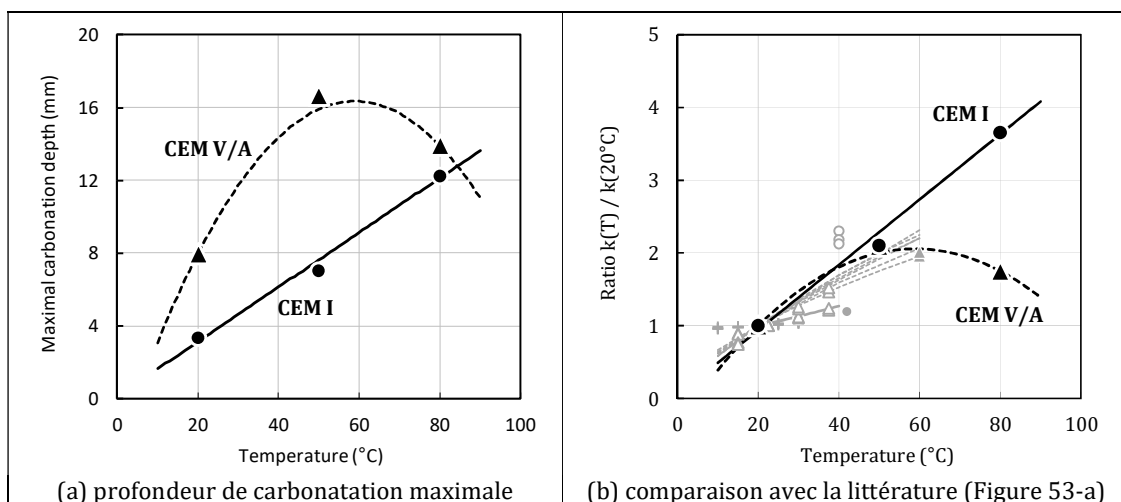 Maximal carbonation depth (mm)
20
16
12
8
4
0
CEM V/A
CEM I
0 20 40 60 80 100
Temperature (°C)
(a) profondeur de carbonatation maximale
Ratio k(T) / k(20°C)
5
4
3
2
1
0
CEM I
CEM V/A
0 20 40 60 80 100
Temperature (°C)
(b) comparaison avec la littérature (Figure 53-a)